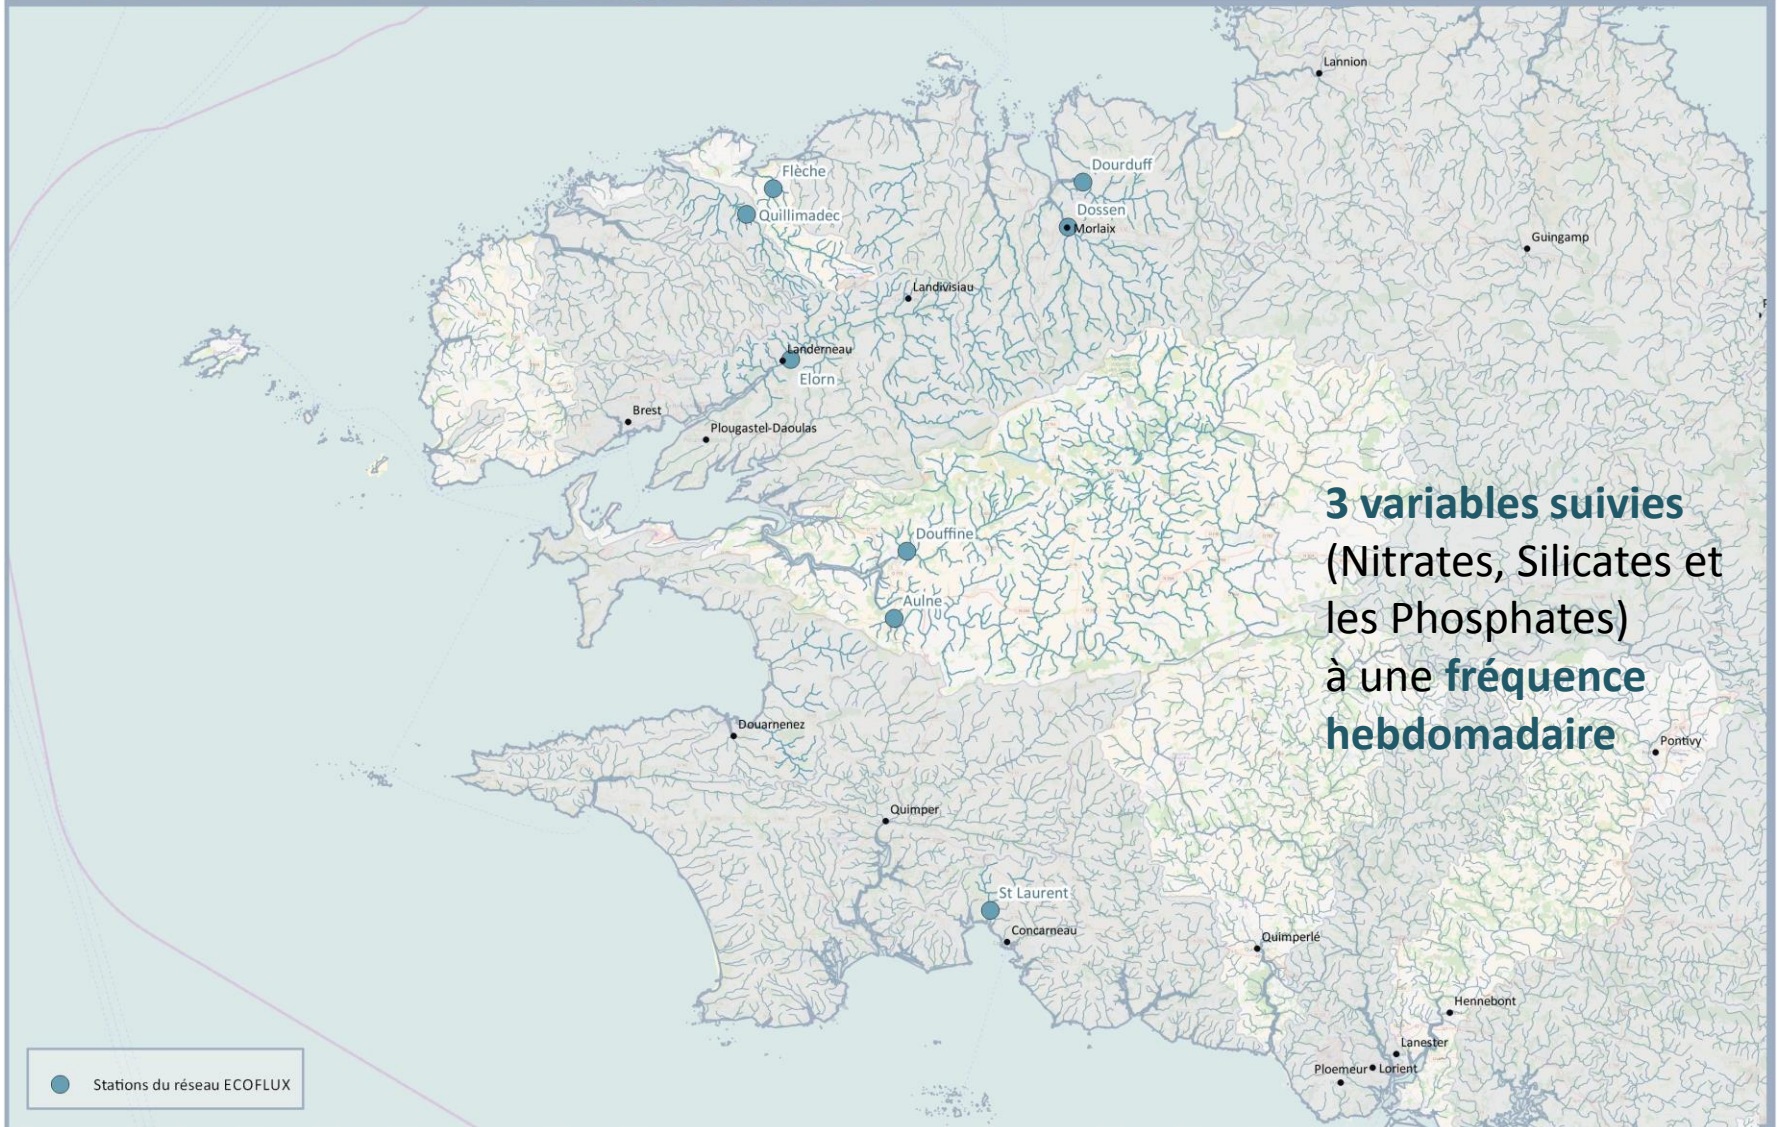 Lannion
Flèche
Dourduff
Quillimadec
Dossen
Morlaix
Guingamp
Landivisiau
Landerneau
Elorn
Brest
Plougastel-Daoulas
3 variables suivies
(Nitrates, Silicates et
les Phosphates)
à une fréquence
hebdomadaire
Douffine
Aulne
Douarnenez
Pontivy
Quimper
St Laurent
Concarneau
Quimperlé
Hennebont
Lanester
Ploemeur
Lorient
Stations du réseau ECOFLUX